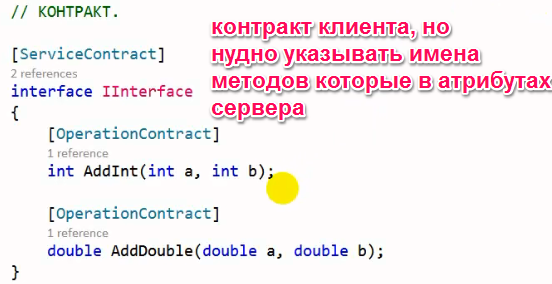 // КОНТРАКТ.
контракт клиента, но
нудно указывать имена
методов которые в атрибутах
сервера
[ServiceContract]
2 references
interface IInterface
{
[OperationContract]
1 reference
int AddInt(int a, int b);
[OperationContract]
1 reference
double AddDouble(double a, double b);
}